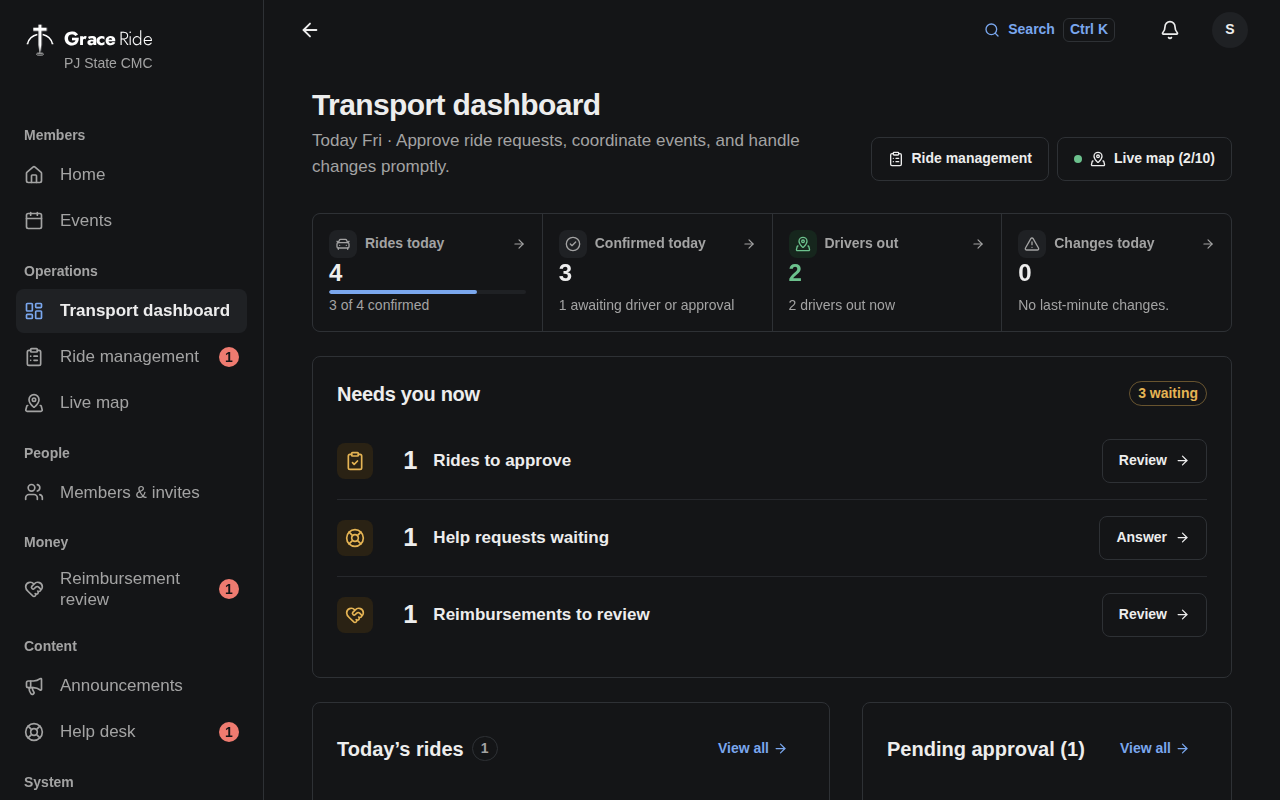 Grace Ride
PJ State CMC
Members
Home
Events
Operations
Transport dashboard
Ride management 1
Live map
People
Members & invites
Money
Reimbursement
review 1
Content
Announcements
Help desk 1
System
Search Ctrl K
S
Transport dashboard
Today Fri · Approve ride requests, coordinate events, and handle
changes promptly.
Ride management
Live map (2/10)
Rides today
4
3 of 4 confirmed
Confirmed today
3
1 awaiting driver or approval
Drivers out
2
2 drivers out now
Changes today
0
No last-minute changes.
Needs you now
3 waiting
1 Rides to approve
Review
1 Help requests waiting
Answer
1 Reimbursements to review
Review
Today’s rides 1
View all
Pending approval (1)
View all